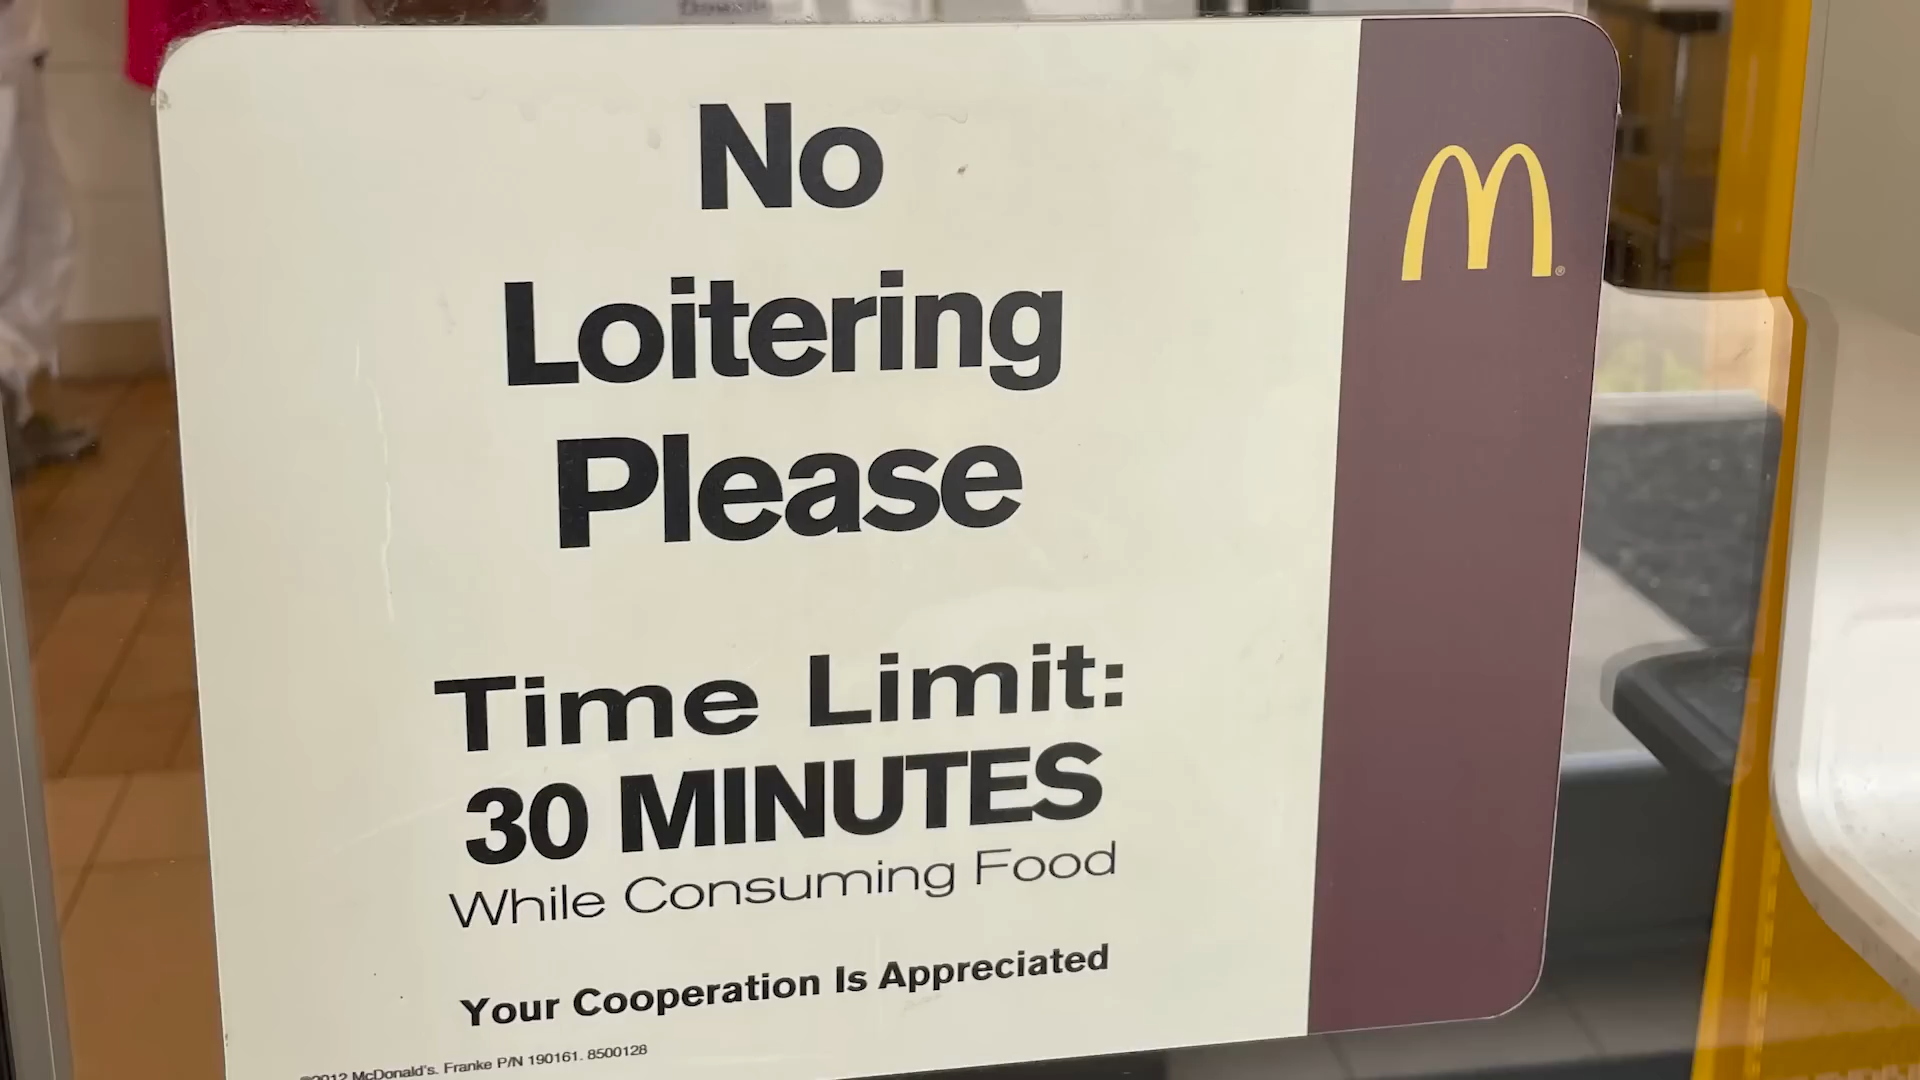 No
Loitering
Please
Time Limit:
30 MINUTES
While Consuming Food
Your Cooperation Is Appreciated
©2012 McDonald's. Franke P/N 190161. 8500128
M®